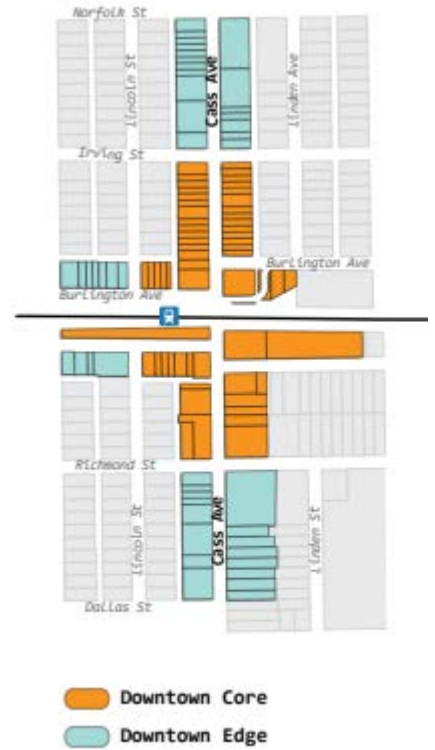 Norfolk St
Lincoln St
Cass Ave
Linden Ave
Irving St
Burlington Ave
Burlington Ave
Richmond St
Lincoln St
Cass Ave
Linden St
Dallas St
Downtown Core
Downtown Edge